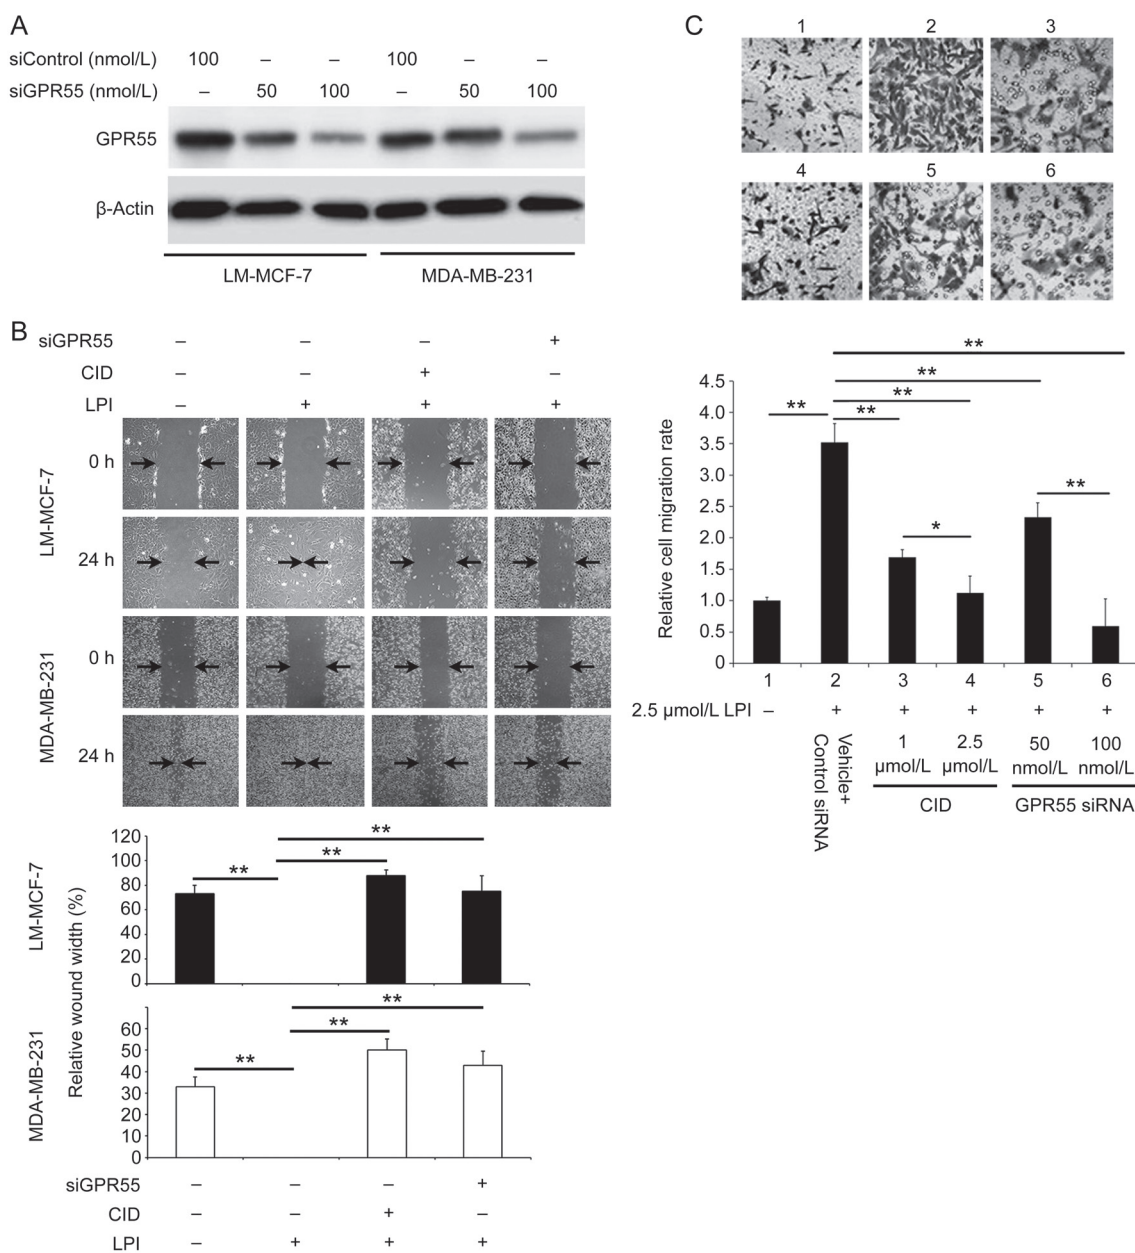 A
siControl (nmol/L) 100 – – 100 – –
siGPR55 (nmol/L) – 50 100 – 50 100
GPR55
β-Actin
LM-MCF-7 MDA-MB-231
B
siGPR55 – – – +
CID – – + –
LPI – + + +
LM-MCF-7
0 h
24 h
MDA-MB-231
0 h
24 h
Relative wound width (%)
LM-MCF-7
120
100
80
60
40
20
0
** ** **
MDA-MB-231
60
50
40
30
20
10
0
** ** **
siGPR55 – – – +
CID – – + –
LPI – + + +
C
1 2 3
4 5 6
Relative cell migration rate
4.5
4.0
3.5
3.0
2.5
2.0
1.5
1.0
0.5
0
**
**
**
** **
**
*
1 2 3 4 5 6
2.5 μmol/L LPI – + + + + +
Vehicle+
Control siRNA
1 2.5 50 100
μmol/L μmol/L nmol/L nmol/L
CID GPR55 siRNA